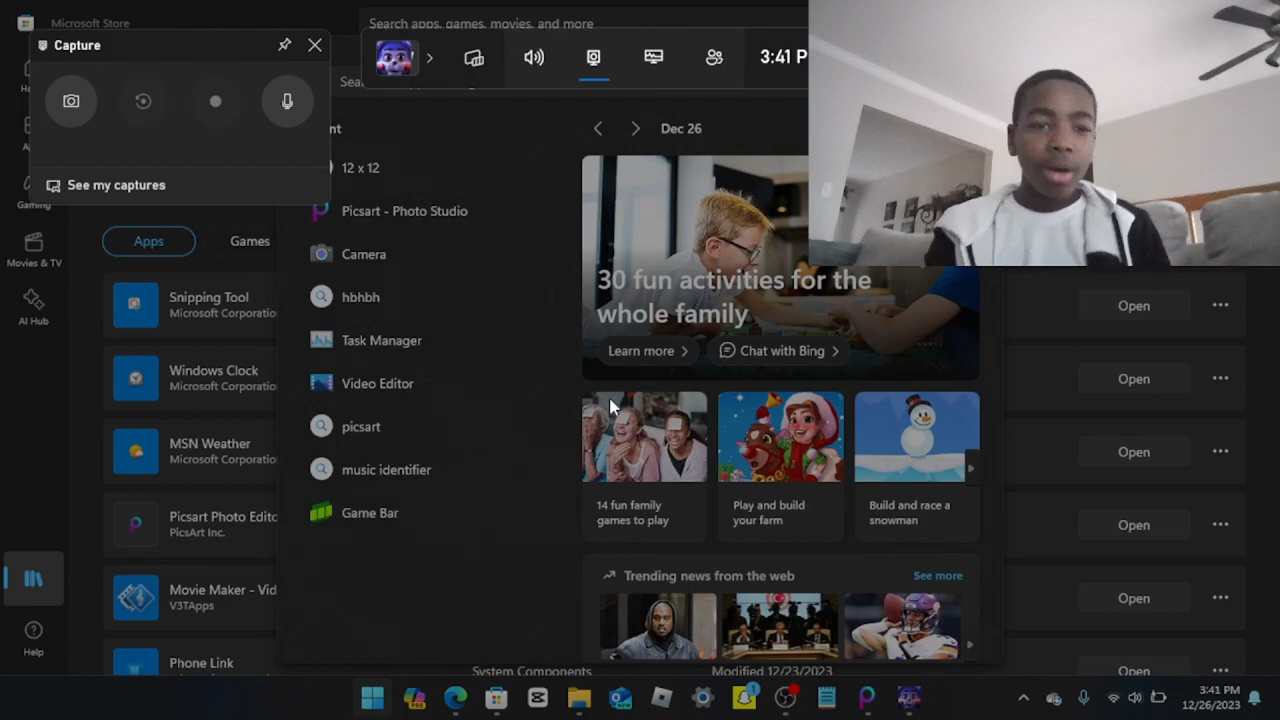 Microsoft Store
Search apps, games, movies, and more
Capture
3:41 P
See my captures
Gaming
Movies & TV
AI Hub
Help
Apps
Games
Snipping Tool
Microsoft Corporatio
Windows Clock
Microsoft Corporatio
MSN Weather
Microsoft Corporatio
Picsart Photo Edito
PicsArt Inc.
Movie Maker - Vid
V3TApps
Phone Link
12 x 12
Picsart - Photo Studio
Camera
hbhbh
Task Manager
Video Editor
picsart
music identifier
Game Bar
Dec 26
30 fun activities for the
whole family
Learn more
Chat with Bing
14 fun family
games to play
Play and build
your farm
Build and race a
snowman
Trending news from the web
See more
Open
Open
Open
Open
Open
Open
System Components
Modified 12/23/2023
PRE
NEW
1
3:41 PM
12/26/2023